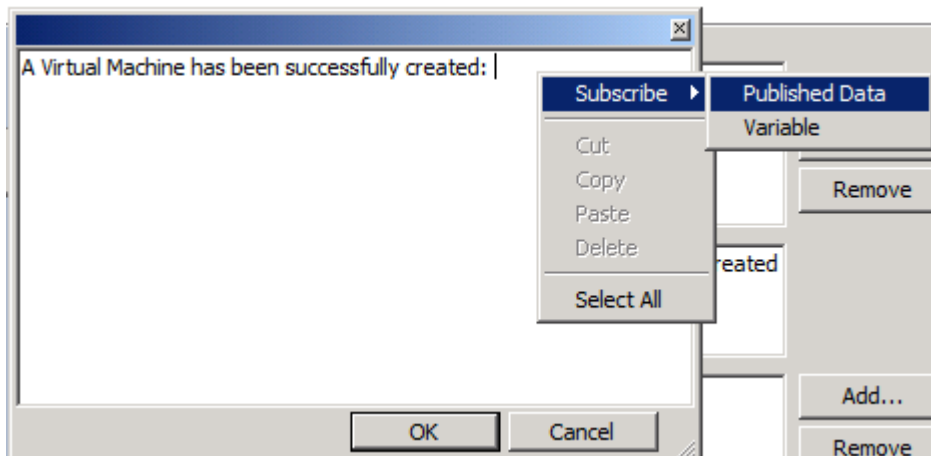 A Virtual Machine has been successfully created:
Subscribe
Published Data
Variable
Cut
Copy
Paste
Delete
Select All
Remove
reated
Add...
OK
Cancel
Remove